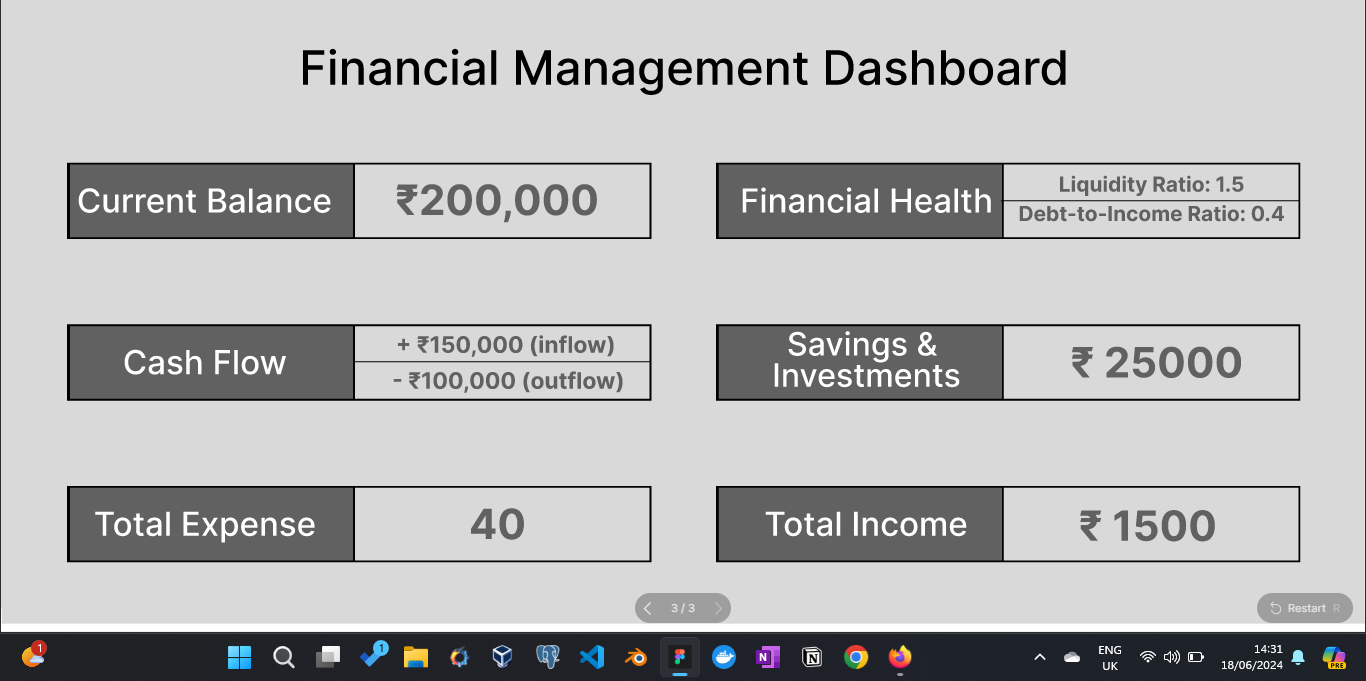 Financial Management Dashboard
Current Balance
₹200,000
Financial Health
Liquidity Ratio: 1.5
Debt-to-Income Ratio: 0.4
Cash Flow
+ ₹150,000 (inflow)
- ₹100,000 (outflow)
Savings &
Investments
₹ 25000
Total Expense
40
Total Income
₹ 1500
3 / 3
Restart R
1
1
N
N
ENG
UK
14:31
18/06/2024
PRE